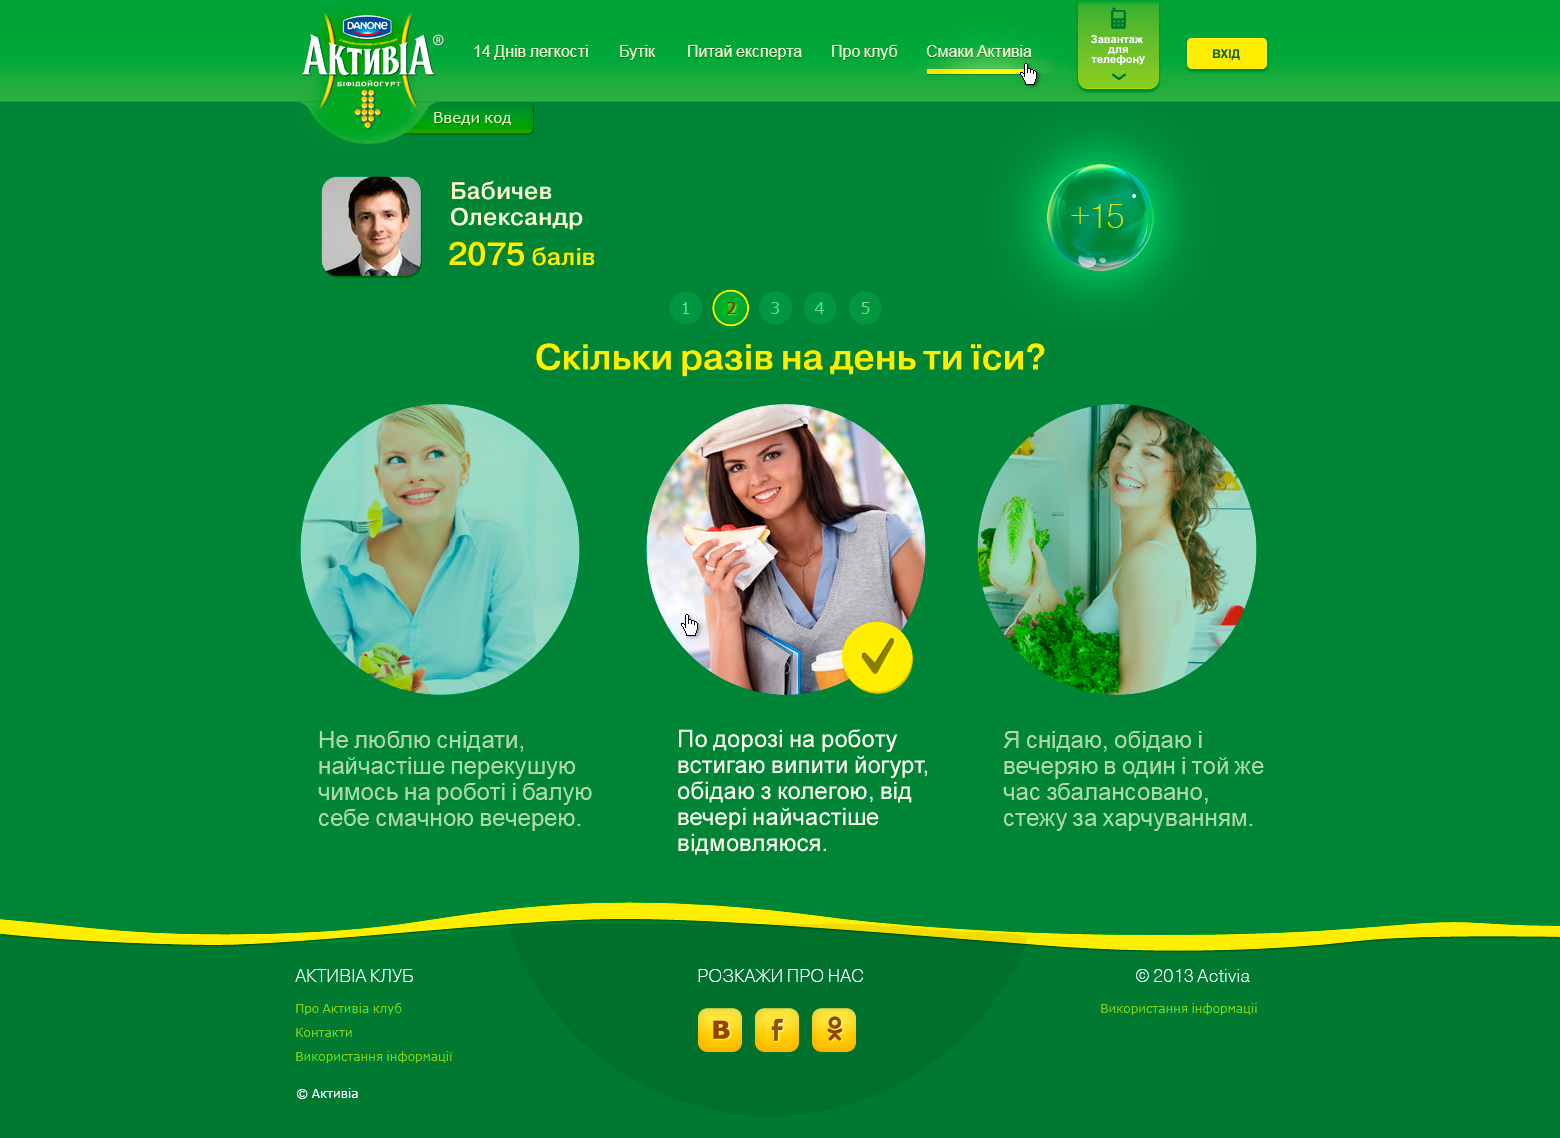 DANONE
АКТИВІА®
БІФІДОЙОГУРТ
14 Днів легкості
Бутік
Питай експерта
Про клуб
Смаки Активіа
Завантаж
для
телефону
ВХІД
Введи код
Бабичев
Олександр
2075 балів
+15
1
2
3
4
5
Скільки разів на день ти їси?
Не люблю снідати,
найчастіше перекушую
чимось на роботі і балую
себе смачною вечерею.
По дорозі на роботу
встигаю випити йогурт,
обідаю з колегою, від
вечері найчастіше
відмовляюся.
Я снідаю, обідаю і
вечеряю в один і той же
час збалансовано,
стежу за харчуванням.
АКТИВІА КЛУБ
Про Активіа клуб
Контакти
Використання інформації
© Активіа
РОЗКАЖИ ПРО НАС
В
f
© 2013 Activia
Використання інформації